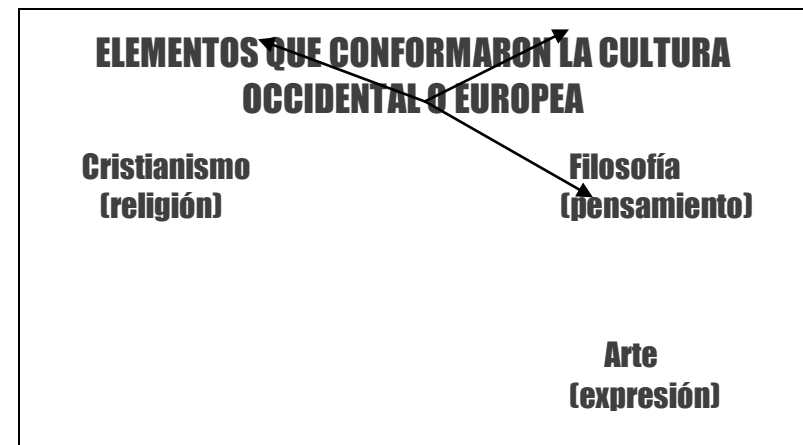 ELEMENTOS QUE CONFORMARON LA CULTURA
OCCIDENTAL O EUROPEA
Cristianismo
(religión)
Filosofía
(pensamiento)
Arte
(expresión)